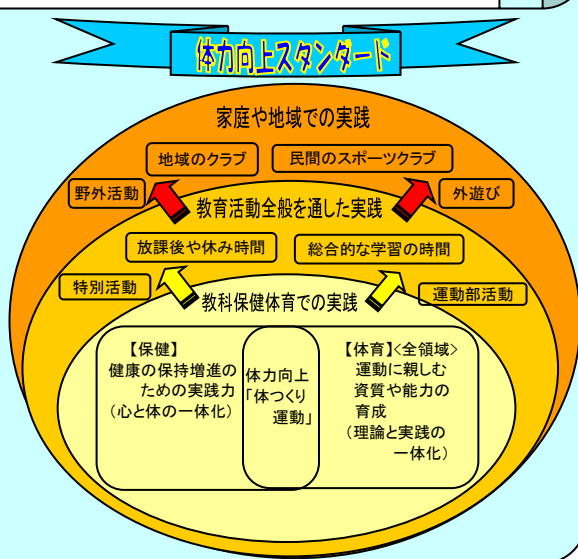 体力向上スタンダード
家庭や地域での実践
地域のクラブ
民間のスポーツクラブ
野外活動
外遊び
教育活動全般を通した実践
放課後や休み時間
総合的な学習の時間
特別活動
運動部活動
教科保健体育での実践
【保健】
健康の保持増進の
ための実践力
（心と体の一体化）
体力向上
「体つくり
運動」
【体育】<全領域>
運動に親しむ
資質や能力の
育成
（理論と実践の
一体化）